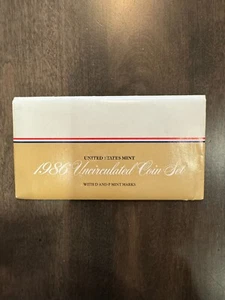 UNITED STATES MINT
1986 Uncirculated Coin Set
WITH D AND P MINT MARKS